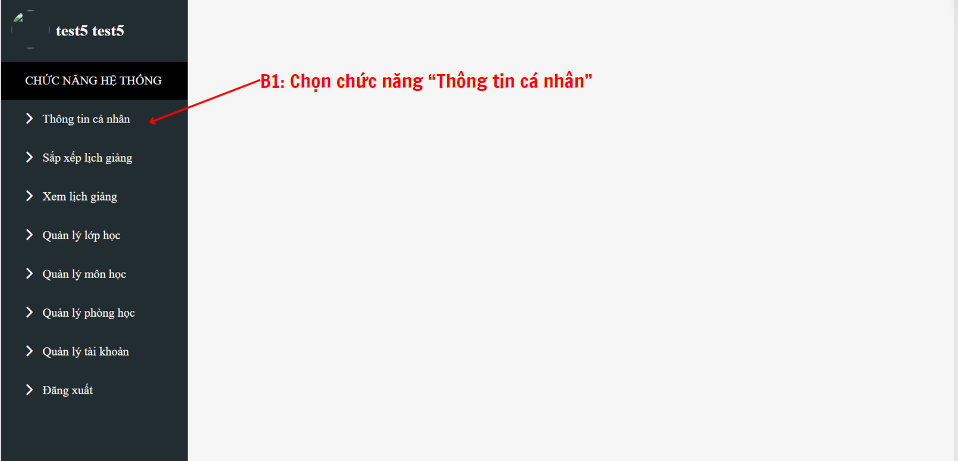 test5 test5
CHỨC NĂNG HỆ THỐNG
B1: Chọn chức năng “Thông tin cá nhân”
Thông tin cá nhân
Sắp xếp lịch giảng
Xem lịch giảng
Quản lý lớp học
Quản lý môn học
Quản lý phòng học
Quản lý tài khoản
Đăng xuất